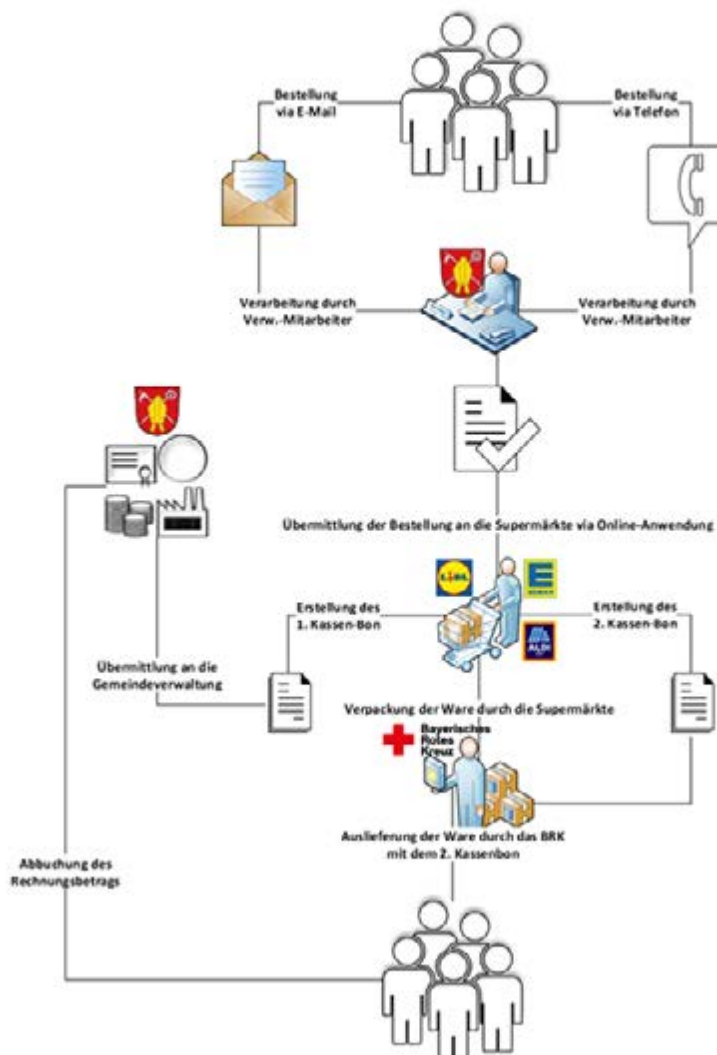 Bestellung
via E-Mail
Bestellung
via Telefon
Verarbeitung durch
Verw.-Mitarbeiter
Verarbeitung durch
Verw.-Mitarbeiter
Übermittlung der Bestellung an die Supermärkte via Online-Anwendung
LIDL
E
EDEKA
ALDI
Erstellung des
1. Kassen-Bon
Erstellung des
2. Kassen-Bon
Übermittlung an die
Gemeindeverwaltung
Verpackung der Ware durch die Supermärkte
Bayerisches
Rotes
Kreuz
Auslieferung der Ware durch das BRK
mit dem 2. Kassenbon
Abbuchung des
Rechnungsbetrags